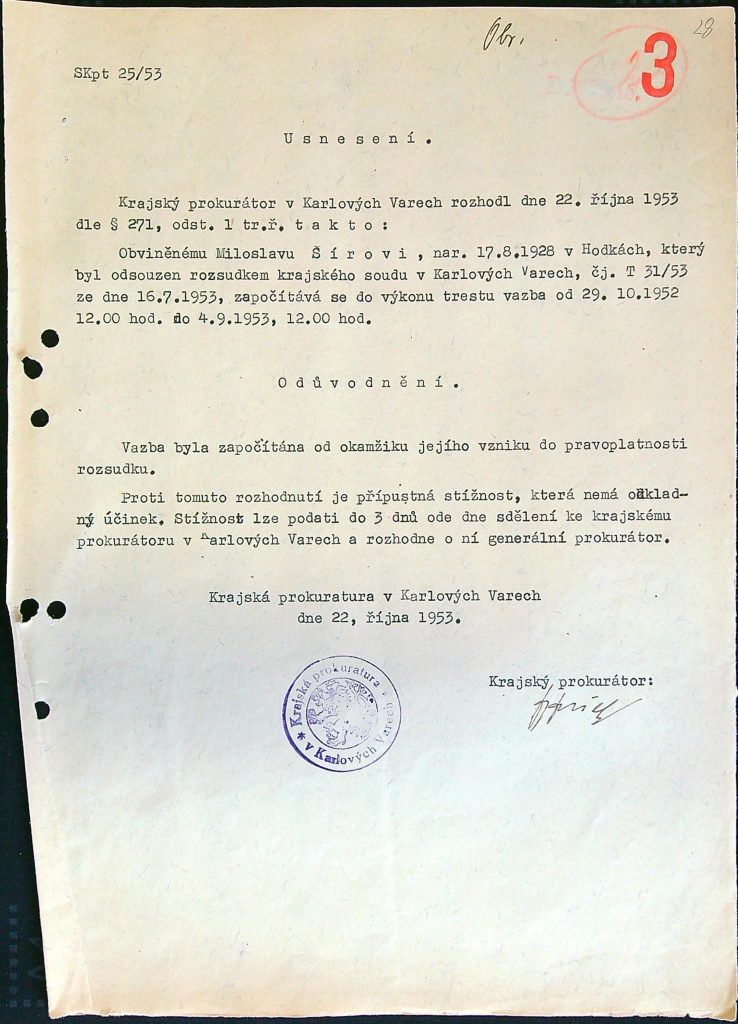 Obr.
28
3
SKpt 25/53
Usnesení.
Krajský prokurátor v Karlových Varech rozhodl dne 22. října 1953
dle § 271, odst. 1 tr.ř. takto:
Obviněnému Miloslavu Šírovi, nar. 17.8.1928 v Hodkách, který
byl odsouzen rozsudkem krajského soudu v Karlových Varech, čj. T 31/53
ze dne 16.7.1953, započítává se do výkonu trestu vazba od 29. 10.1952
12.00 hod. do 4.9.1953, 12.00 hod.
Odůvodnění.
Vazba byla započítána od okamžiku jejího vzniku do pravoplatnosti
rozsudku.
Proti tomuto rozhodnutí je přípustná stížnost, která nemá odklad-
ný účinek. Stížnost lze podati do 3 dnů ode dne sdělení ke krajskému
prokurátoru v Karlových Varech a rozhodne o ní generální prokurátor.
Krajská prokuratura v Karlových Varech
dne 22, října 1953.
Krajský prokurátor:
Krajská prokuratura v
* v Karlových Varech